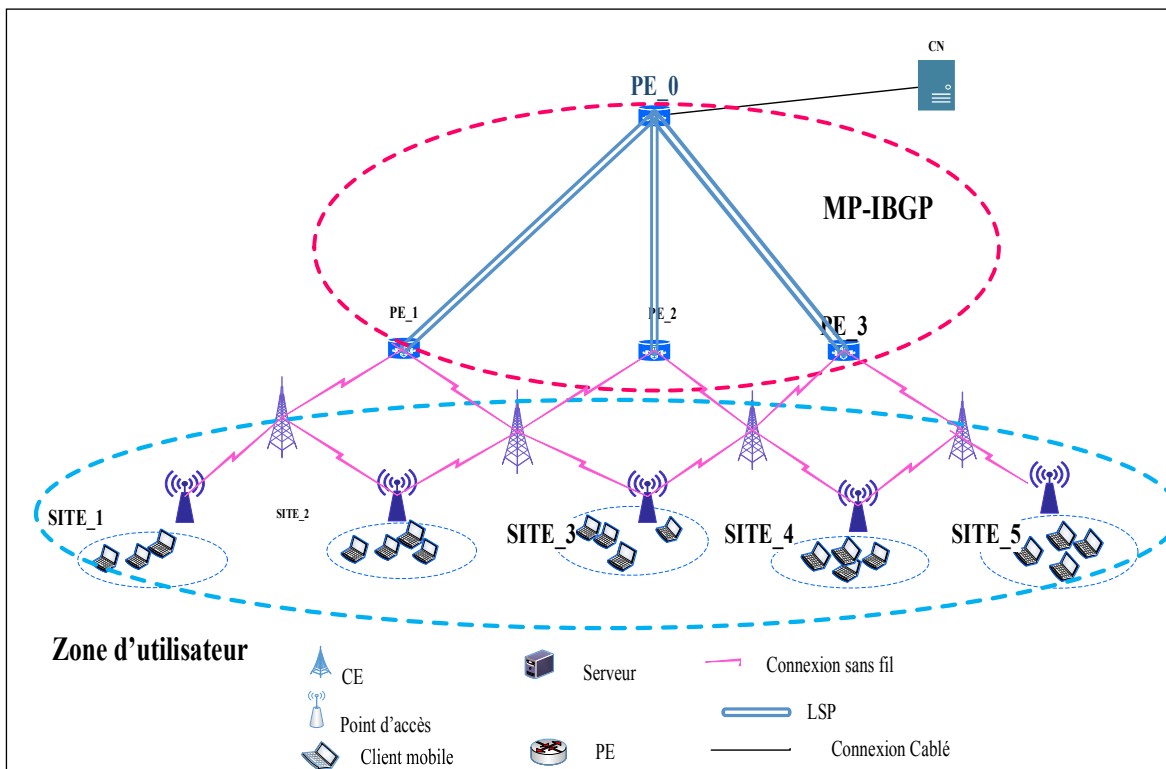 CN
PE_0
MP-IBGP
PE_1
PE_2
PE_3
SITE_1
SITE_2
SITE_3
SITE_4
SITE_5
Zone d’utilisateur
CE
Serveur
Connexion sans fil
Point d’accès
LSP
Client mobile
PE
Connexion Cablé